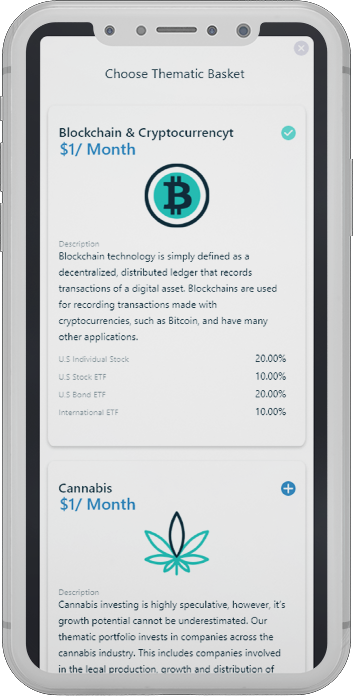 Choose Thematic Basket
Blockchain & Cryptocurrencyt
$1/ Month
Description
Blockchain technology is simply defined as a
decentralized, distributed ledger that records
transactions of a digital asset. Blockchains are used
for recording transactions made with
cryptocurrencies, such as Bitcoin, and have many
other applications.
U.S Individual Stock 20.00%
U.S Stock ETF 10.00%
U.S Bond ETF 20.00%
International ETF 10.00%
Cannabis
$1/ Month
Description
Cannabis investing is highly speculative, however, it's
growth potential cannot be underestimated. Our
thematic portfolio invests in companies across the
cannabis industry. This includes companies involved
in the legal production, growth and distribution of